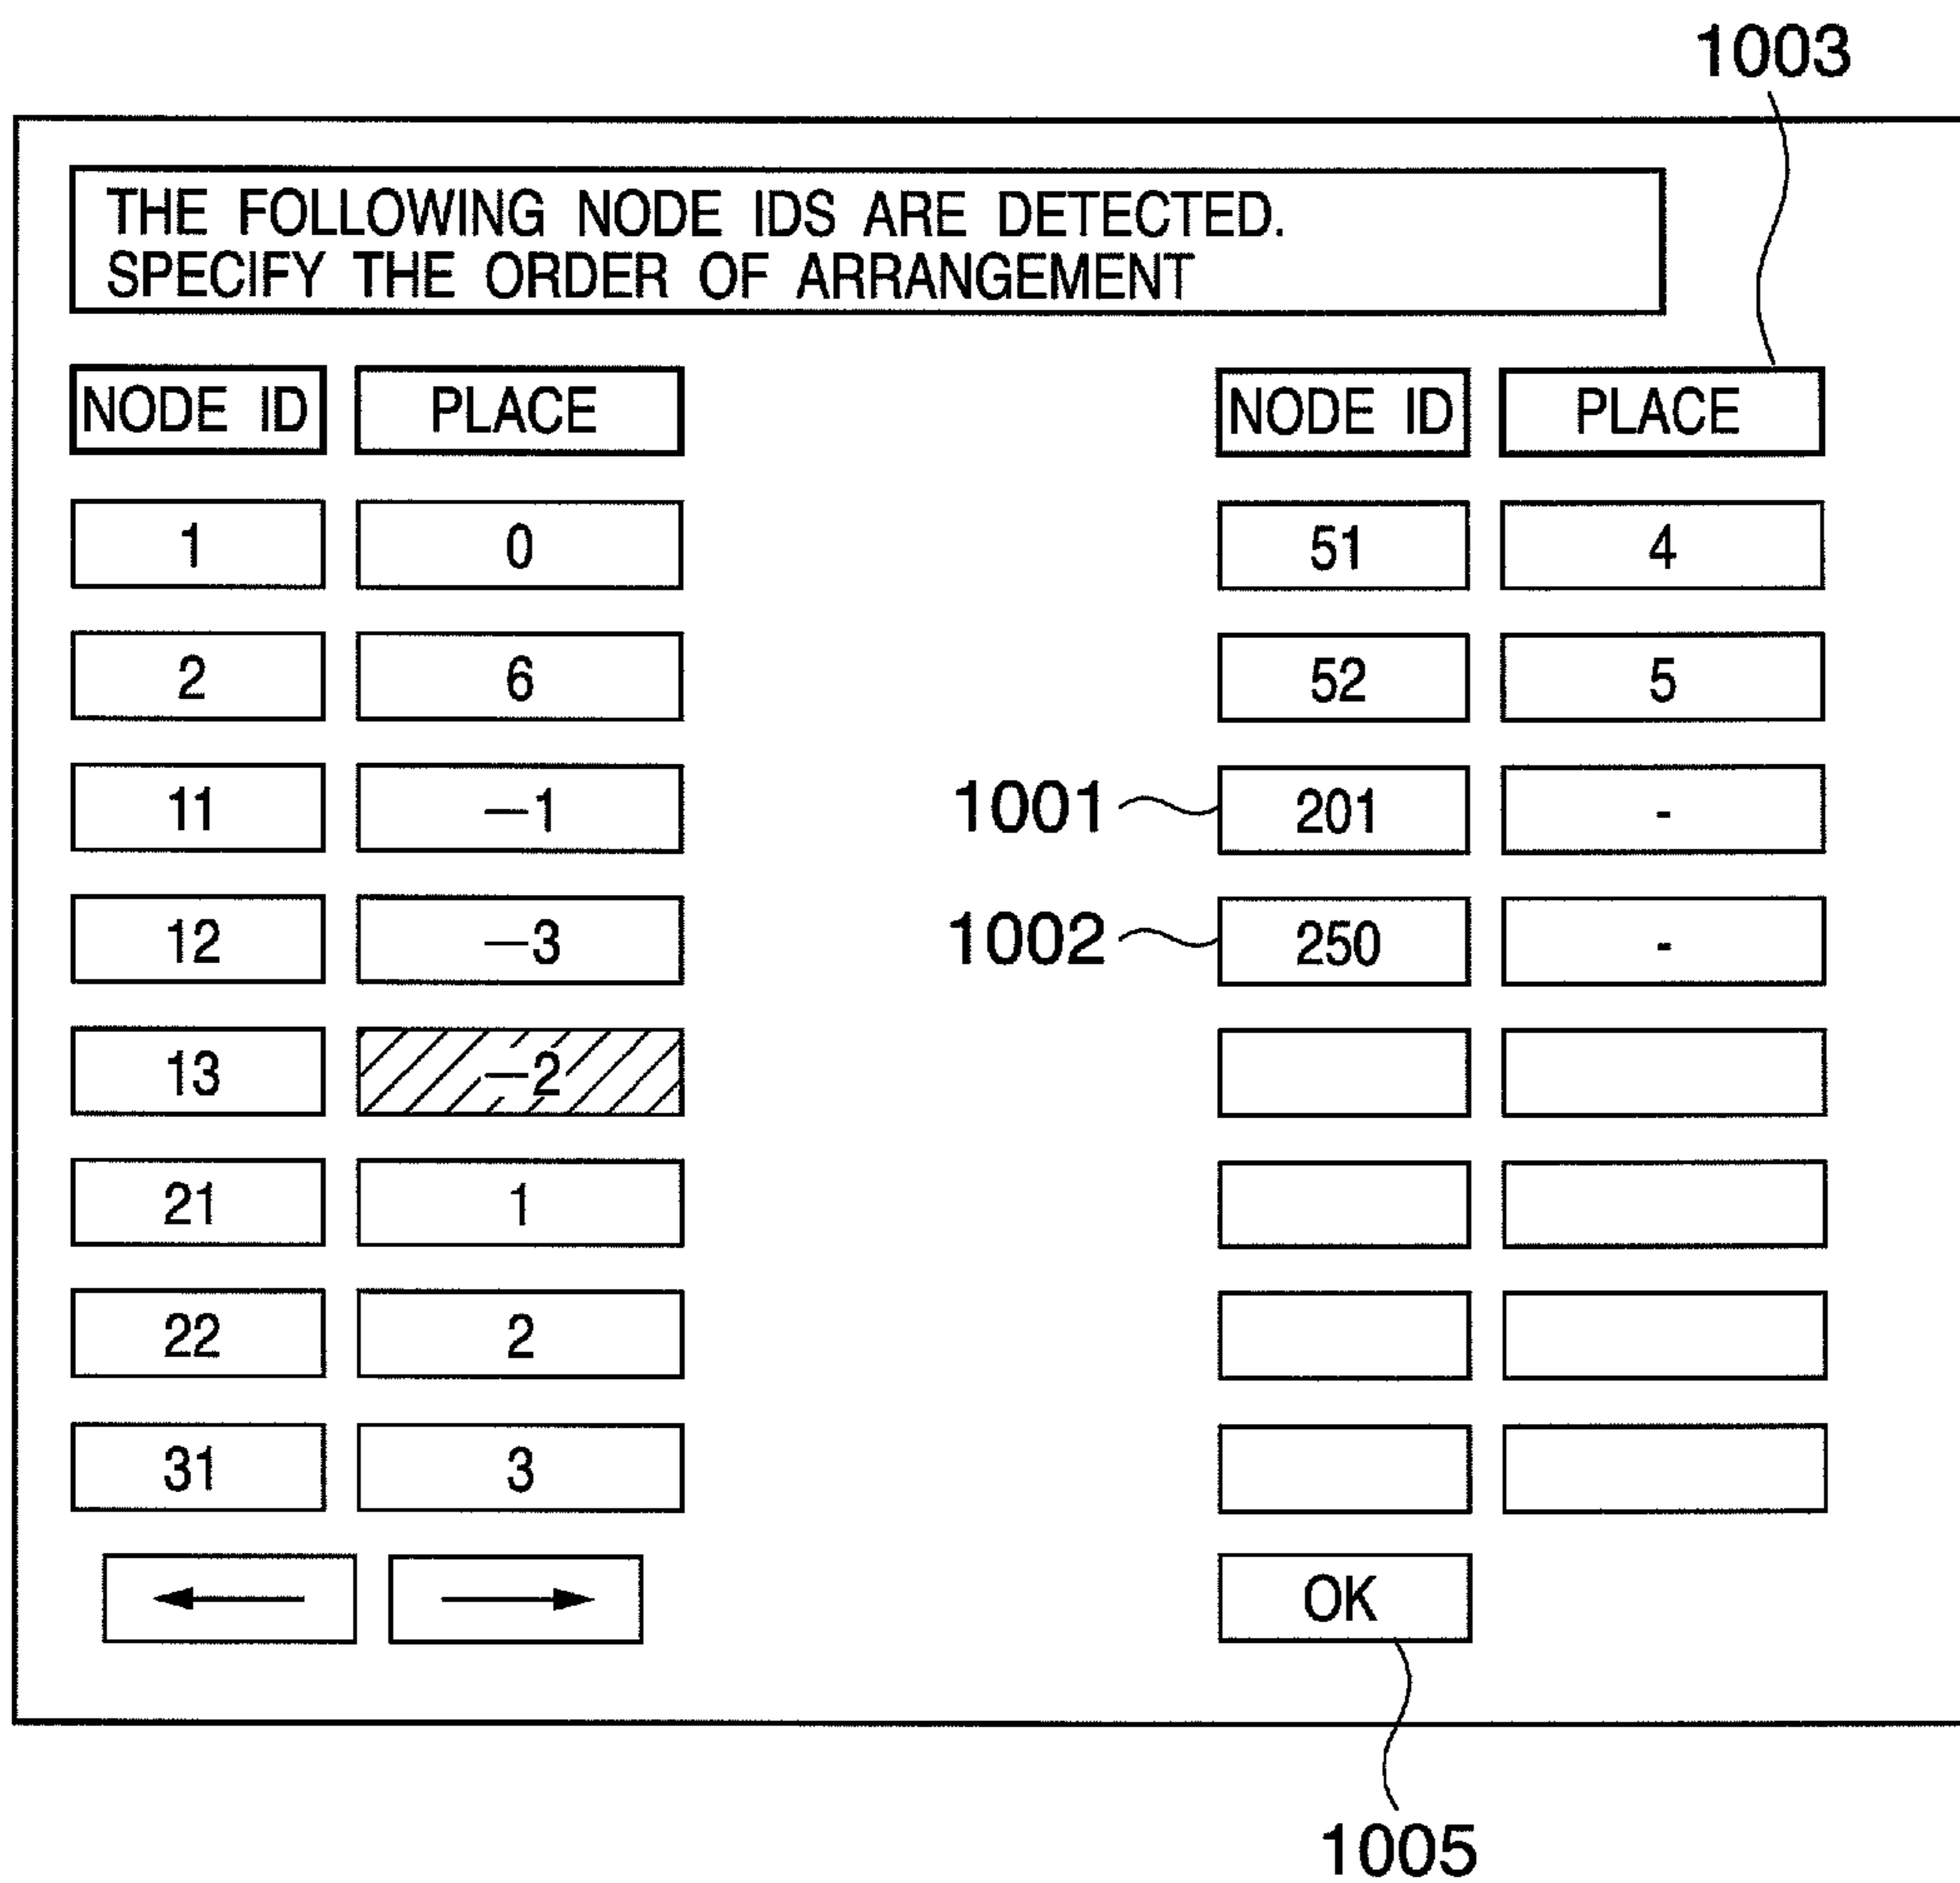 1003
THE FOLLOWING NODE IDS ARE DETECTED.
SPECIFY THE ORDER OF ARRANGEMENT
NODE ID PLACE NODE ID PLACE
1 0 51 4
2 6 52 5
11 —1 1001 201 -
12 —3 1002 250 -
13 —2
21 1
22 2
31 3
OK
1005